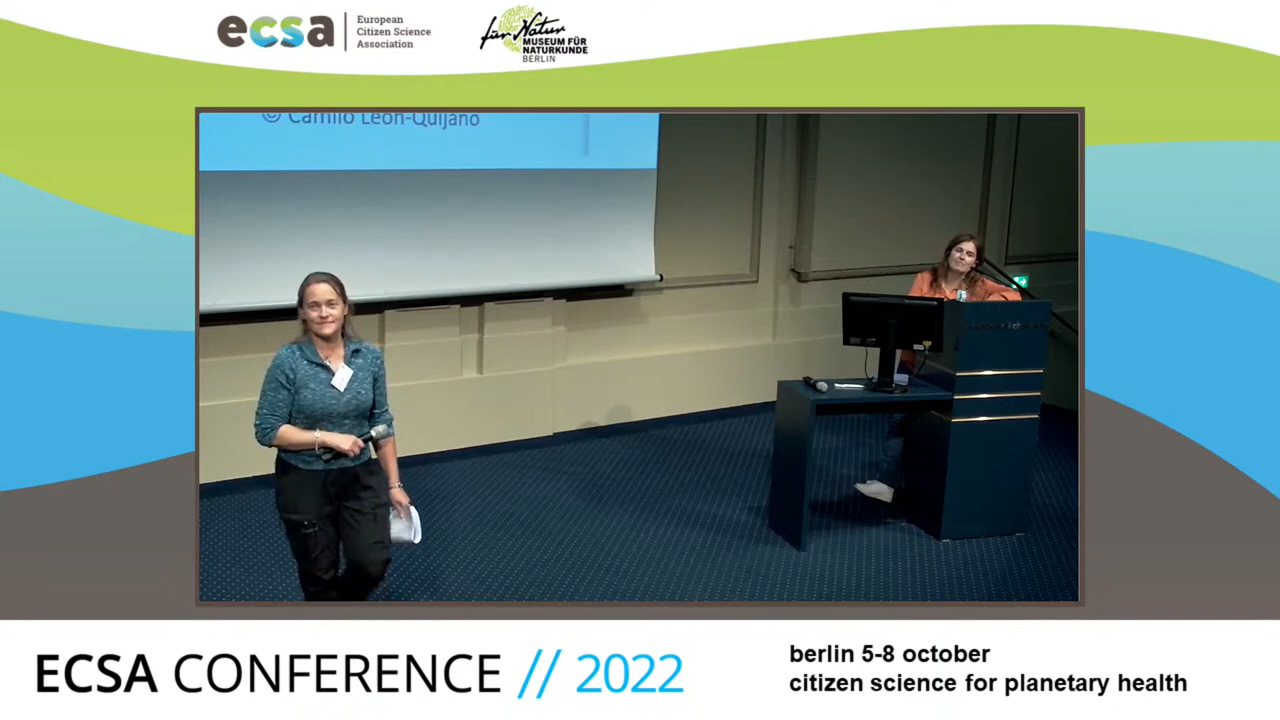 ecsa
European
Citizen Science
Association
für Natur
MUSEUM FÜR
NATURKUNDE
BERLIN
© Camilo León-Quijano
ECSA CONFERENCE // 2022
berlin 5-8 october
citizen science for planetary health